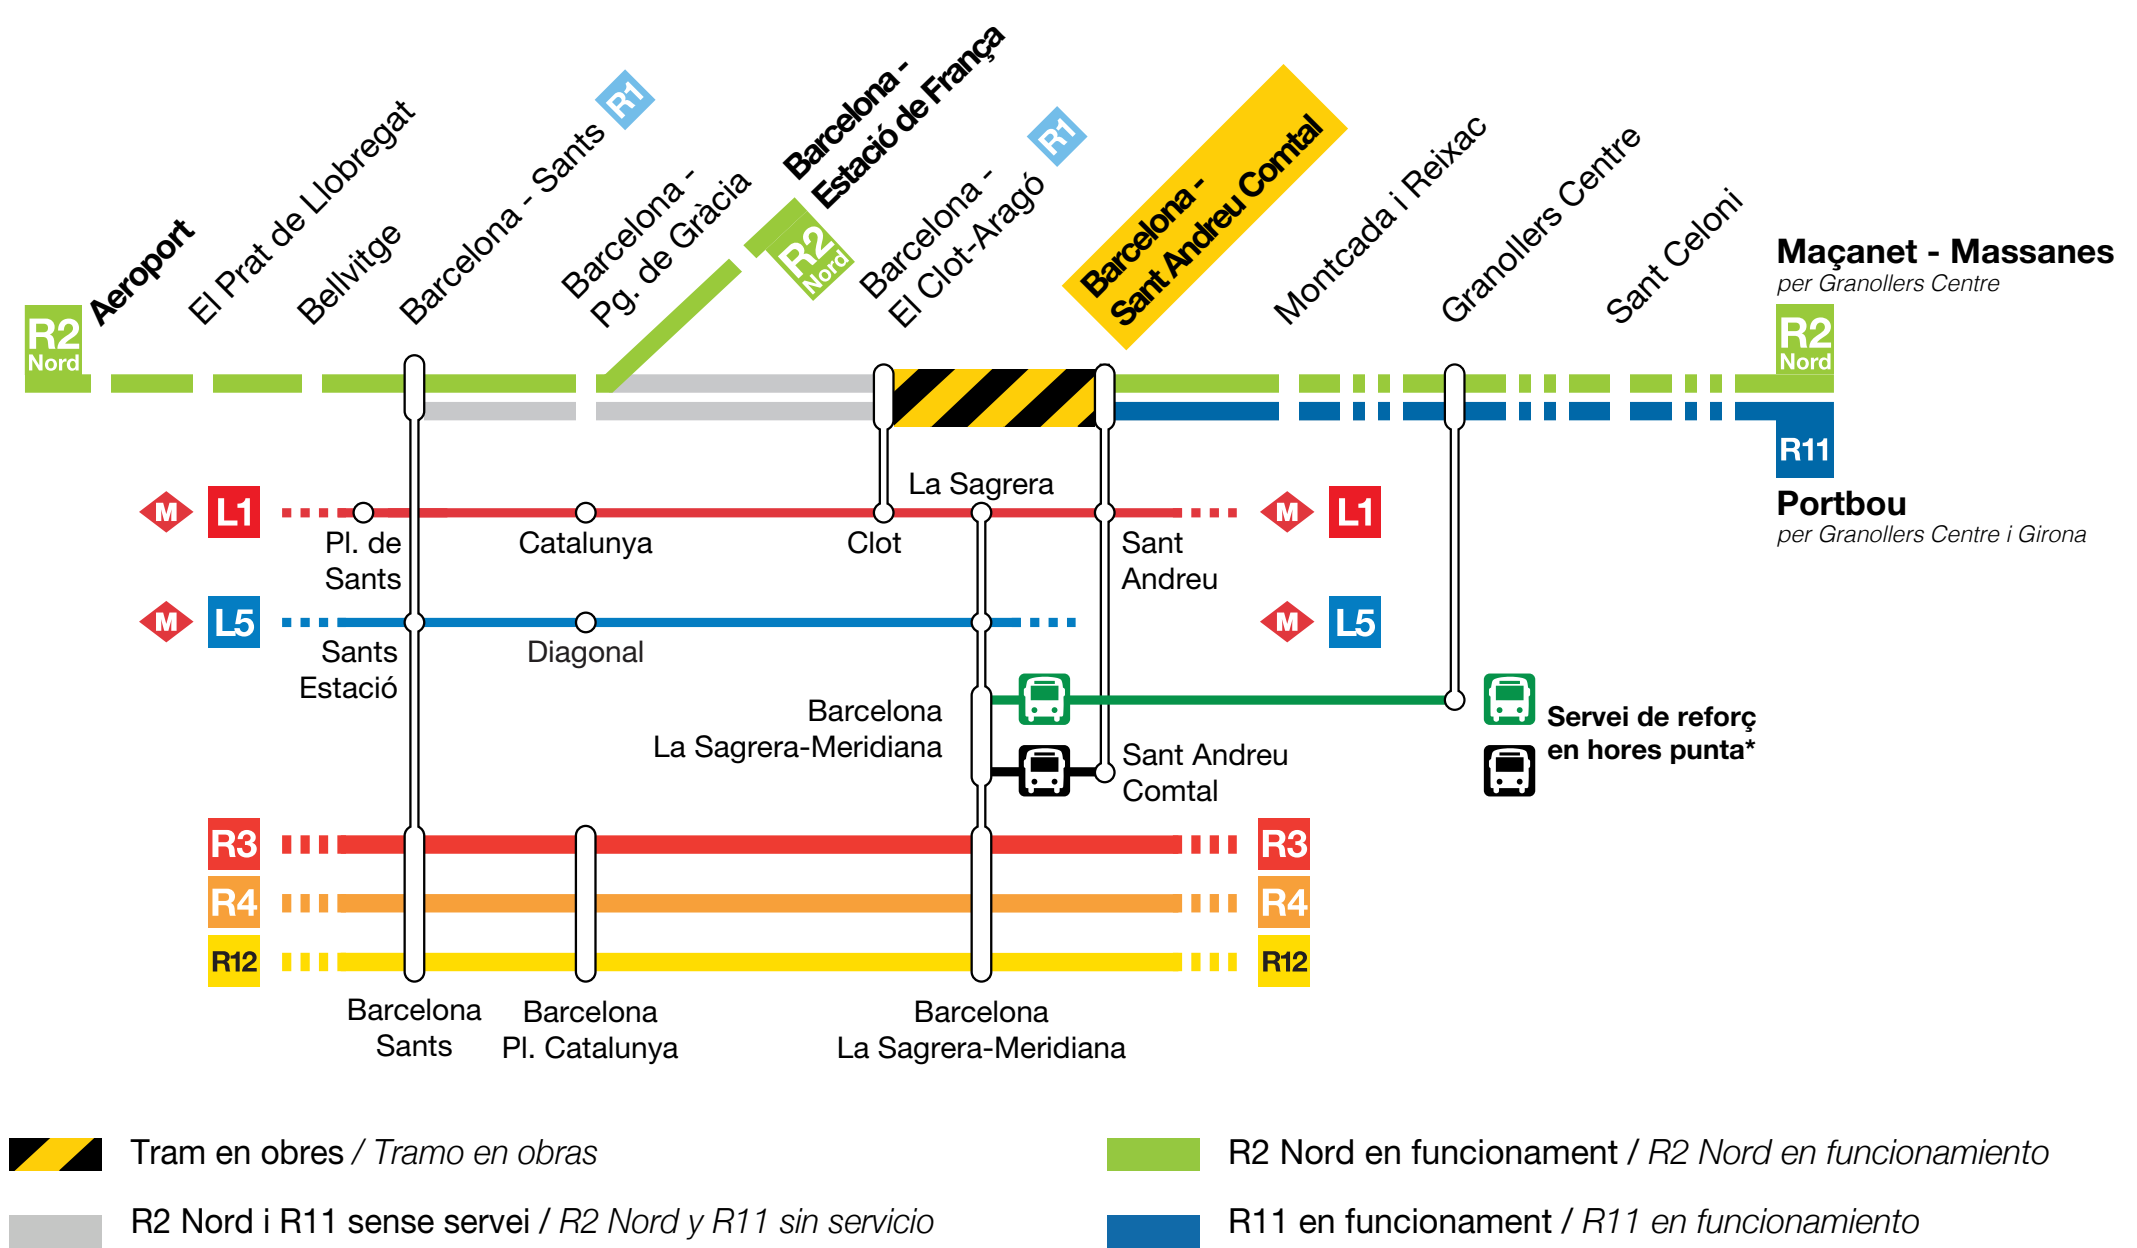 R2
Nord
Aeroport
El Prat de Llobregat
Bellvitge
Barcelona - Sants
R1
Barcelona -
Pg. de Gràcia
Barcelona -
Estació de França
R2
Nord
Barcelona -
El Clot-Aragó
R1
Barcelona -
Sant Andreu Comtal
Montcada i Reixac
Granollers Centre
Sant Celoni
Maçanet - Massanes
per Granollers Centre
R2
Nord
R11
Portbou
per Granollers Centre i Girona
M
L1
Pl. de
Sants
Catalunya
Clot
La Sagrera
Sant
Andreu
M
L1
M
L5
Sants
Estació
Diagonal
M
L5
Barcelona
La Sagrera-Meridiana
Sant Andreu
Comtal
Servei de reforç
en hores punta*
R3
R3
R4
R4
R12
R12
Barcelona
Sants
Barcelona
Pl. Catalunya
Barcelona
La Sagrera-Meridiana
Tram en obres / Tramo en obras
R2 Nord i R11 sense servei / R2 Nord y R11 sin servicio
R2 Nord en funcionament / R2 Nord en funcionamiento
R11 en funcionament / R11 en funcionamiento